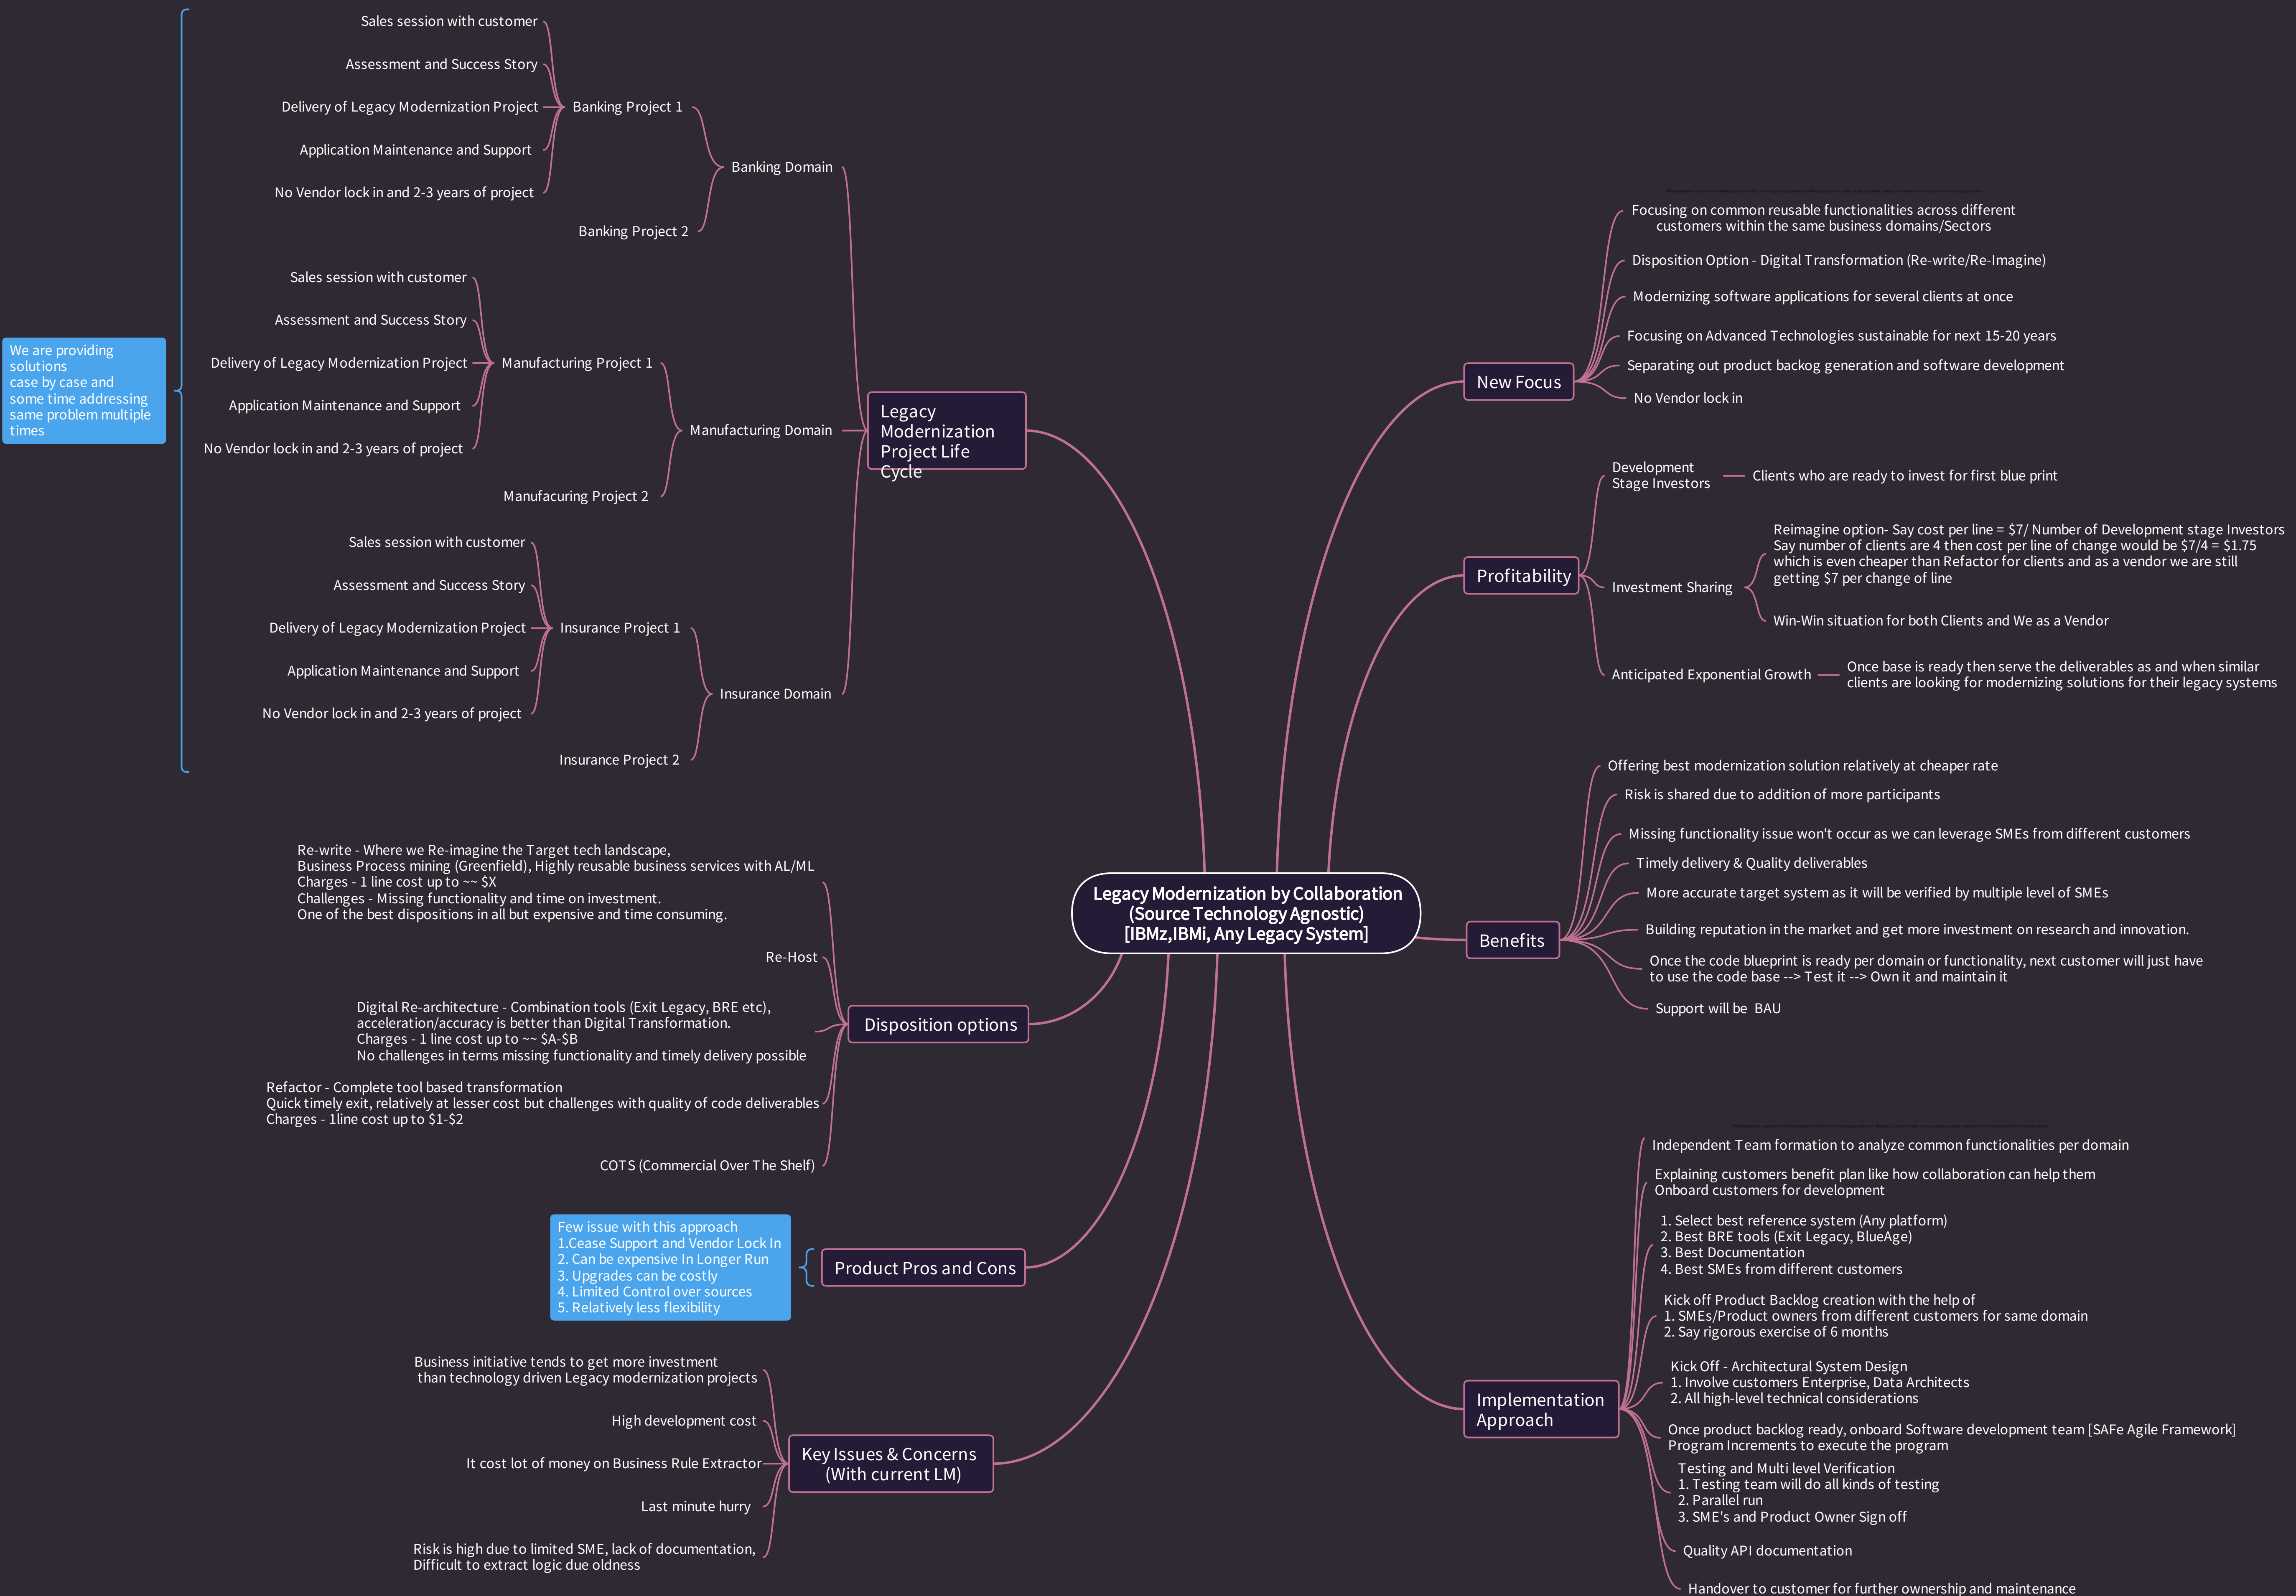 Legacy Modernization by Collaboration
(Source Technology Agnostic)
[IBMz,IBMi, Any Legacy System]
Legacy
Modernization
Project Life
Cycle
Banking Domain
Banking Project 1
Sales session with customer
Assessment and Success Story
Delivery of Legacy Modernization Project
Application Maintenance and Support
No Vendor lock in and 2-3 years of project
Banking Project 2
Manufacturing Domain
Manufacturing Project 1
Sales session with customer
Assessment and Success Story
Delivery of Legacy Modernization Project
Application Maintenance and Support
No Vendor lock in and 2-3 years of project
Manufacuring Project 2
Insurance Domain
Insurance Project 1
Sales session with customer
Assessment and Success Story
Delivery of Legacy Modernization Project
Application Maintenance and Support
No Vendor lock in and 2-3 years of project
Insurance Project 2
We are providing
solutions
case by case and
some time addressing
same problem multiple
times
Disposition options
Re-write - Where we Re-imagine the Target tech landscape,
Business Process mining (Greenfield), Highly reusable business services with AL/ML
Charges - 1 line cost up to ~~ $X
Challenges - Missing functionality and time on investment.
One of the best dispositions in all but expensive and time consuming.
Re-Host
Digital Re-architecture - Combination tools (Exit Legacy, BRE etc),
acceleration/accuracy is better than Digital Transformation.
Charges - 1 line cost up to ~~ $A-$B
No challenges in terms missing functionality and timely delivery possible
Refactor - Complete tool based transformation
Quick timely exit, relatively at lesser cost but challenges with quality of code deliverables
Charges - 1line cost up to $1-$2
COTS (Commercial Over The Shelf)
Product Pros and Cons
Few issue with this approach
1.Cease Support and Vendor Lock In
2. Can be expensive In Longer Run
3. Upgrades can be costly
4. Limited Control over sources
5. Relatively less flexibility
Key Issues & Concerns
(With current LM)
Business initiative tends to get more investment
than technology driven Legacy modernization projects
High development cost
It cost lot of money on Business Rule Extractor
Last minute hurry
Risk is high due to limited SME, lack of documentation,
Difficult to extract logic due oldness
New Focus
Focusing on common reusable functionalities across different
customers within the same business domains/Sectors
Disposition Option - Digital Transformation (Re-write/Re-Imagine)
Modernizing software applications for several clients at once
Focusing on Advanced Technologies sustainable for next 15-20 years
Separating out product backog generation and software development
No Vendor lock in
Profitability
Development
Stage Investors
Clients who are ready to invest for first blue print
Investment Sharing
Reimagine option- Say cost per line = $7/ Number of Development stage Investors
Say number of clients are 4 then cost per line of change would be $7/4 = $1.75
which is even cheaper than Refactor for clients and as a vendor we are still
getting $7 per change of line
Win-Win situation for both Clients and We as a Vendor
Anticipated Exponential Growth
Once base is ready then serve the deliverables as and when similar
clients are looking for modernizing solutions for their legacy systems
Benefits
Offering best modernization solution relatively at cheaper rate
Risk is shared due to addition of more participants
Missing functionality issue won't occur as we can leverage SMEs from different customers
Timely delivery & Quality deliverables
More accurate target system as it will be verified by multiple level of SMEs
Building reputation in the market and get more investment on research and innovation.
Once the code blueprint is ready per domain or functionality, next customer will just have
to use the code base --> Test it --> Own it and maintain it
Support will be  BAU
Implementation
Approach
Independent Team formation to analyze common functionalities per domain
Explaining customers benefit plan like how collaboration can help them
Onboard customers for development
1. Select best reference system (Any platform)
2. Best BRE tools (Exit Legacy, BlueAge)
3. Best Documentation
4. Best SMEs from different customers
Kick off Product Backlog creation with the help of
1. SMEs/Product owners from different customers for same domain
2. Say rigorous exercise of 6 months
Kick Off - Architectural System Design
1. Involve customers Enterprise, Data Architects
2. All high-level technical considerations
Once product backlog ready, onboard Software development team [SAFe Agile Framework]
Program Increments to execute the program
Testing and Multi level Verification
1. Testing team will do all kinds of testing
2. Parallel run
3. SME's and Product Owner Sign off
Quality API documentation
Handover to customer for further ownership and maintenance